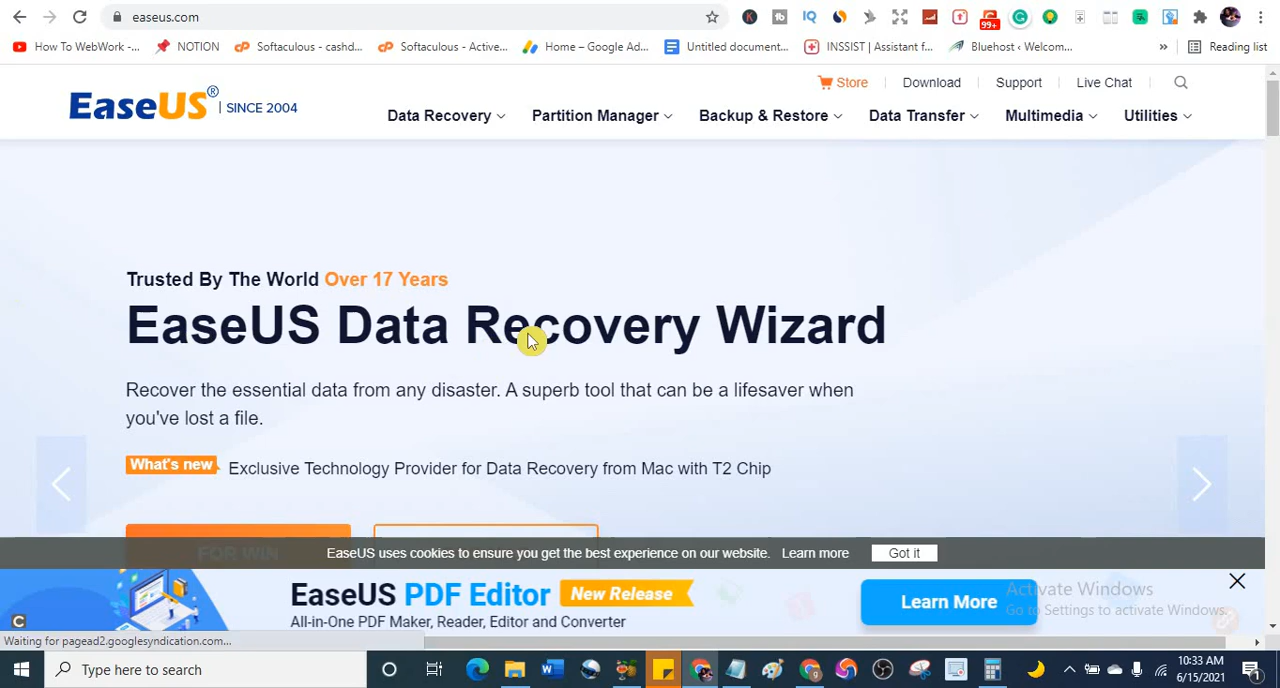 easeus.com
99+
How To WebWork -...
NOTION
Softaculous - cashd...
Softaculous - Active...
Home – Google Ad...
Untitled document...
INSSIST | Assistant f...
Bluehost ‹ Welcom...
»
Reading list
EaseUS® | SINCE 2004
Store
Download
Support
Live Chat
Data Recovery
Partition Manager
Backup & Restore
Data Transfer
Multimedia
Utilities
Trusted By The World Over 17 Years
EaseUS Data Recovery Wizard
Recover the essential data from any disaster. A superb tool that can be a lifesaver when
you've lost a file.
What's new Exclusive Technology Provider for Data Recovery from Mac with T2 Chip
FOR WIN
EaseUS uses cookies to ensure you get the best experience on our website. Learn more Got it
EaseUS PDF Editor New Release
All-in-One PDF Maker, Reader, Editor and Converter
Learn More
Activate Windows
Go to Settings to activate Windows.
Waiting for pagead2.googlesyndication.com...
Type here to search
10:33 AM
6/15/2021